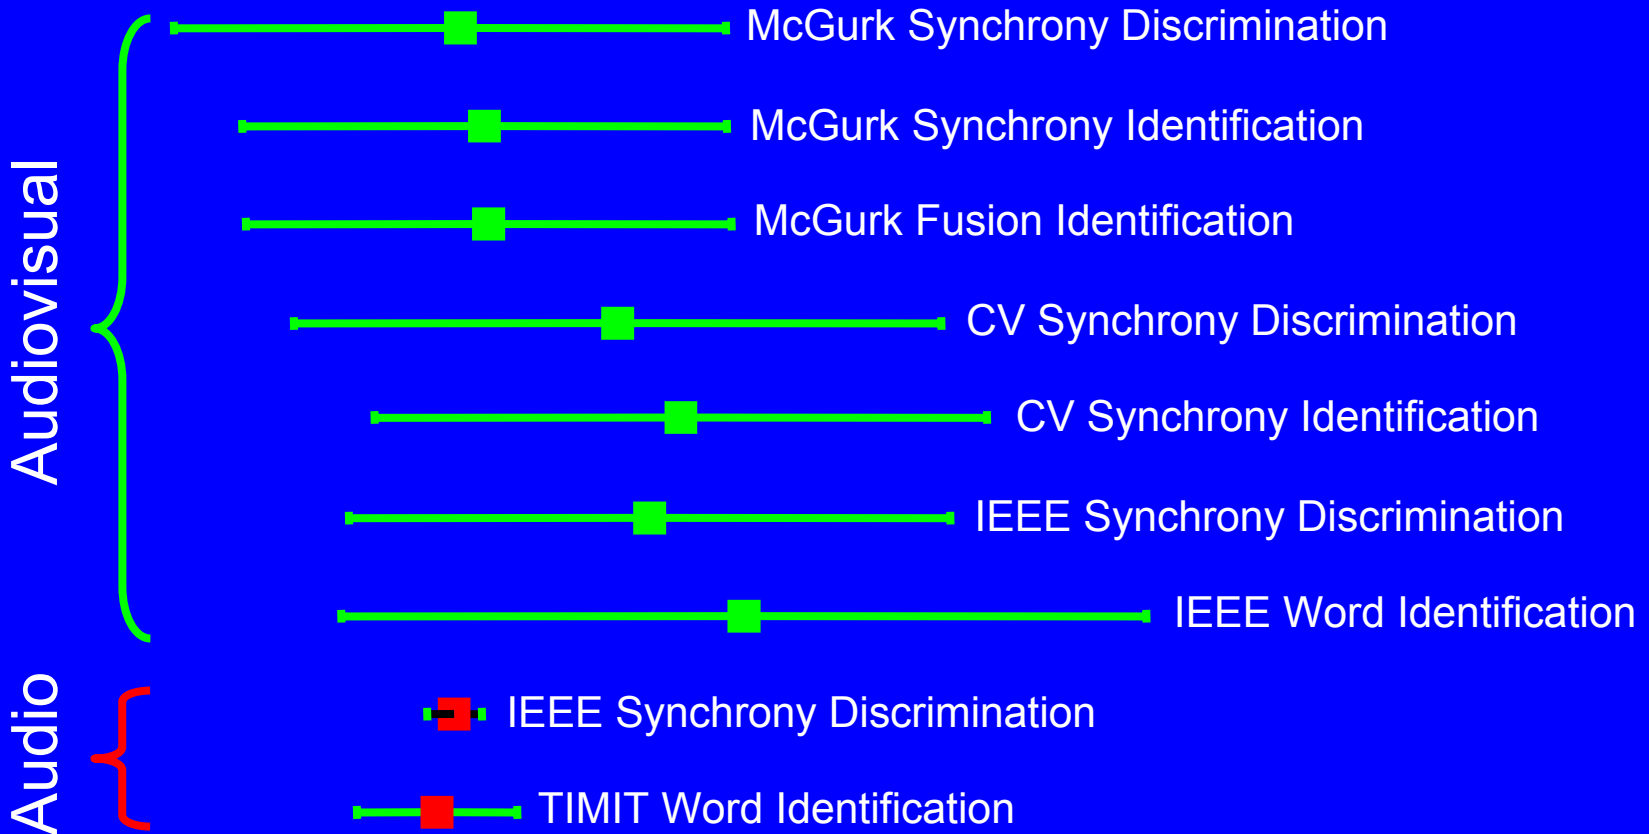 Audiovisual
McGurk Synchrony Discrimination
McGurk Synchrony Identification
McGurk Fusion Identification
CV Synchrony Discrimination
CV Synchrony Identification
IEEE Synchrony Discrimination
IEEE Word Identification
Audio
IEEE Synchrony Discrimination
TIMIT Word Identification